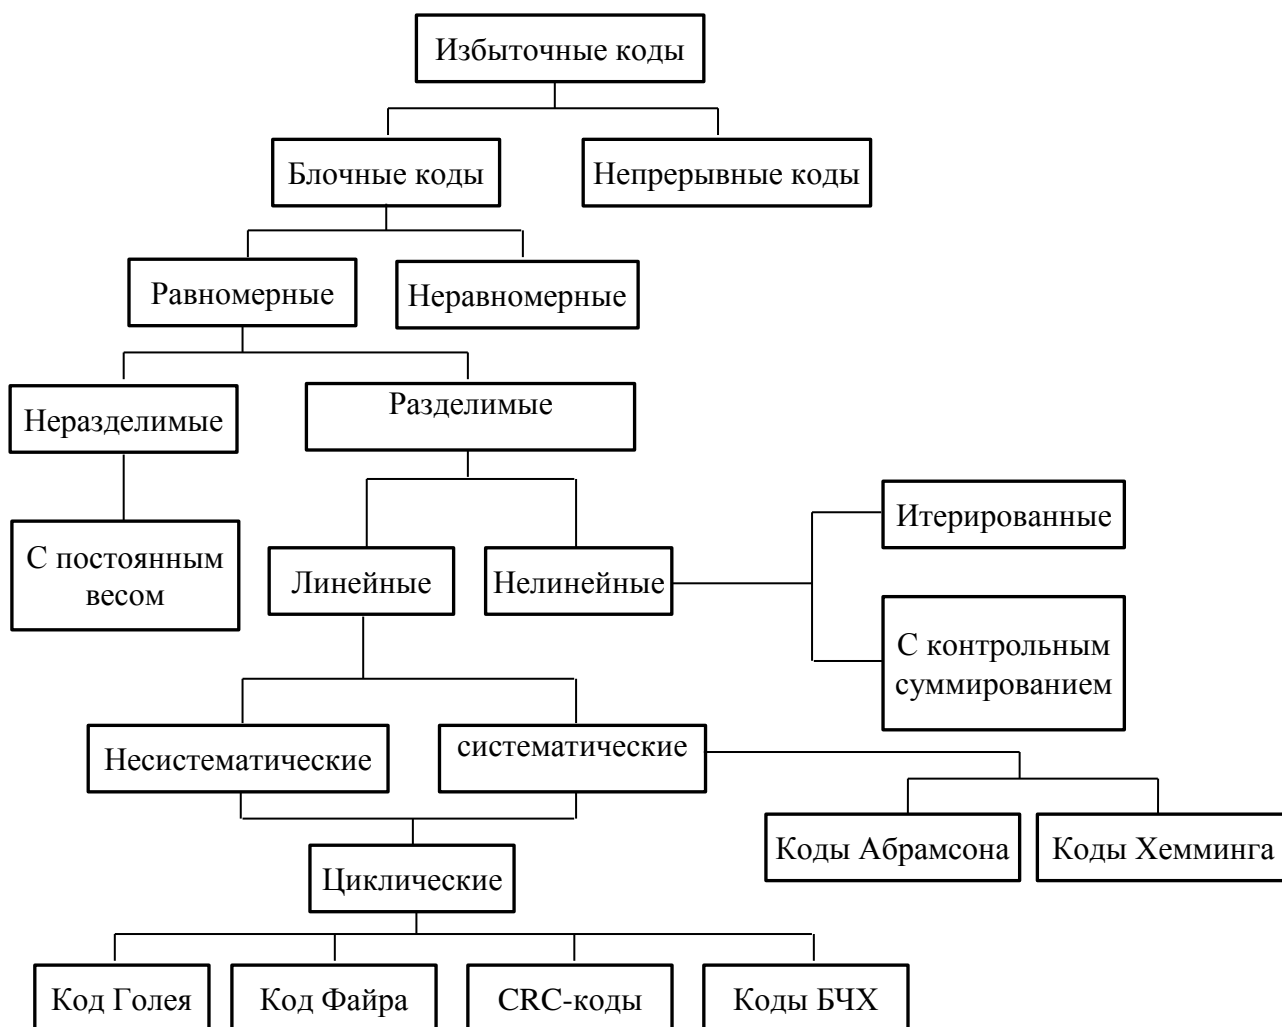 Избыточные коды
Блочные коды
Непрерывные коды
Равномерные
Неравномерные
Неразделимые
Разделимые
Итерированные
С постоянным
весом
Линейные
Нелинейные
С контрольным
суммированием
Несистематические
систематические
Коды Абрамсона
Коды Хемминга
Циклические
Код Голея
Код Файра
CRC-коды
Коды БЧХ